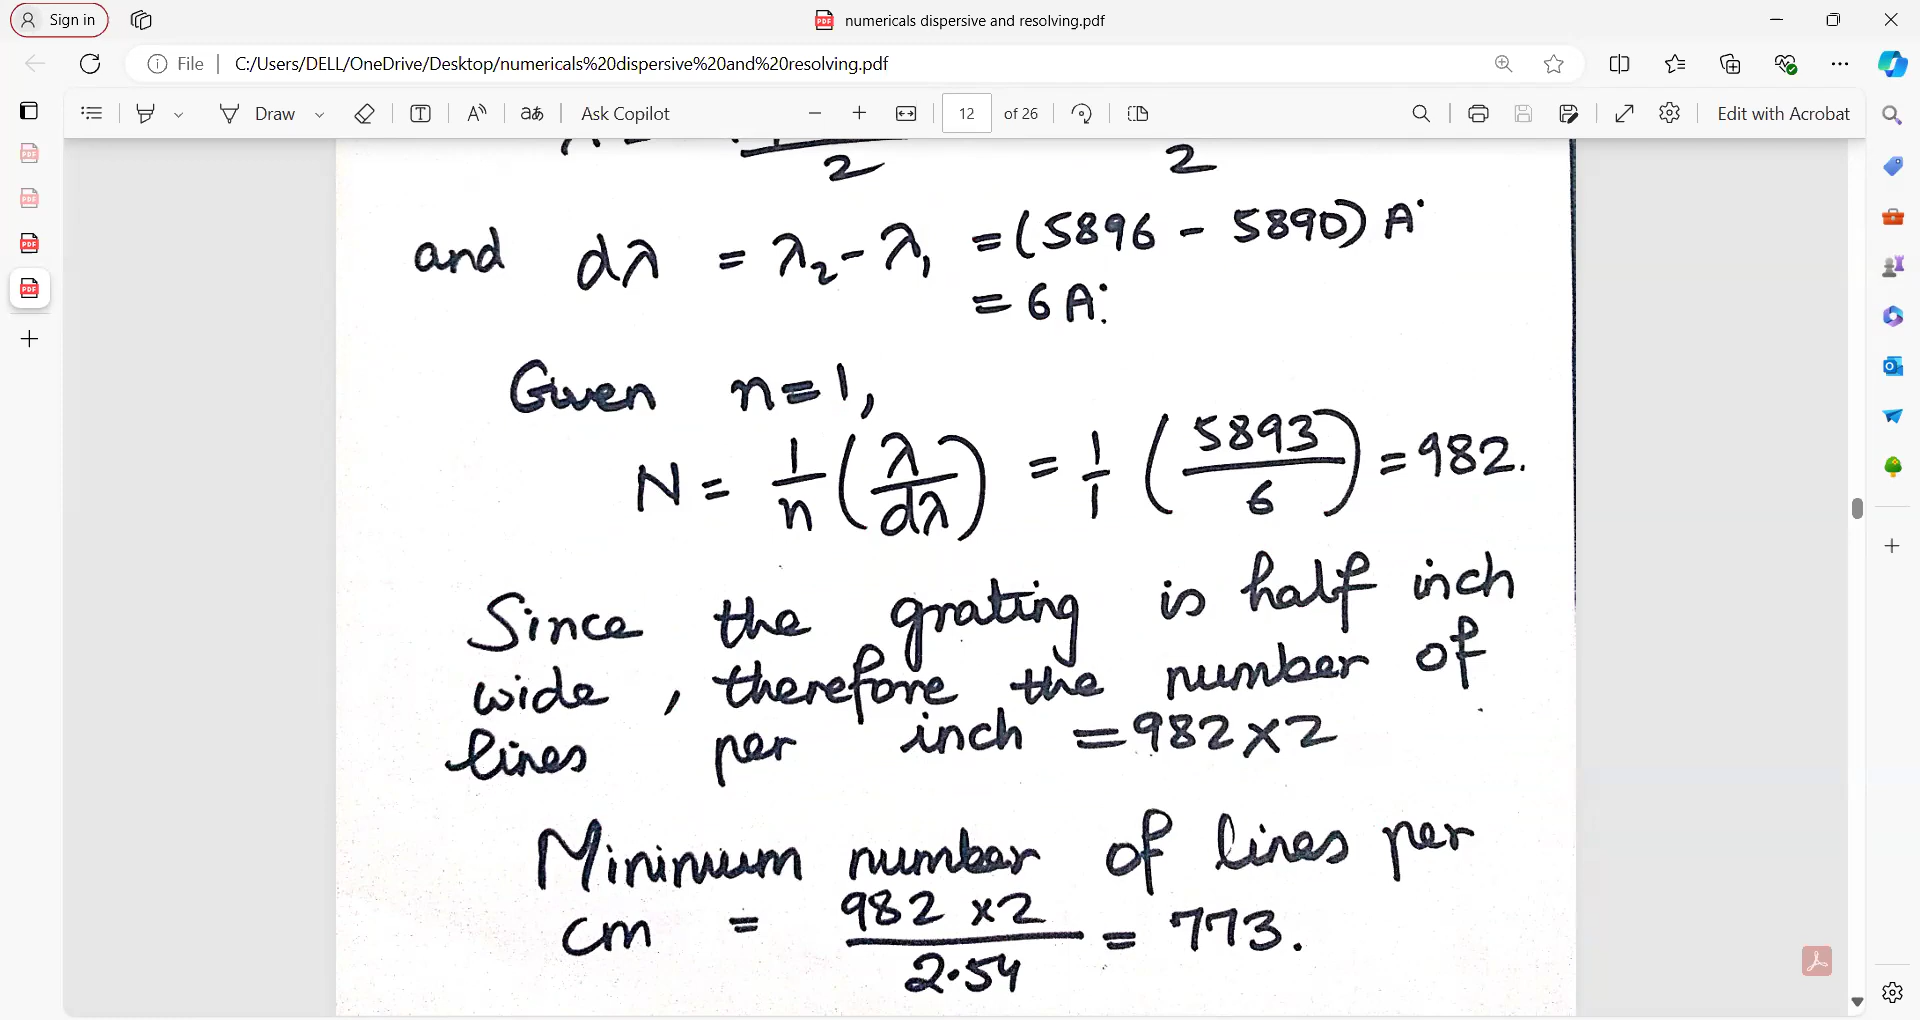 Sign in
numericals dispersive and resolving.pdf
File
C:/Users/DELL/OneDrive/Desktop/numericals%20dispersive%20and%20resolving.pdf
Draw
aあ
Ask Copilot
12 of 26
Edit with Acrobat
2 2
and dλ = λ₂ - λ₁ = (5896 - 5890) A°
= 6 A°.
Given n=1,
N = 1/n (λ/dλ) = 1/1 (5893/6) = 982.
Since the grating is half inch
wide, therefore the number of
lines per inch = 982 x 2
Minimum number of lines per
cm = 982 x 2 / 2.54 = 773.